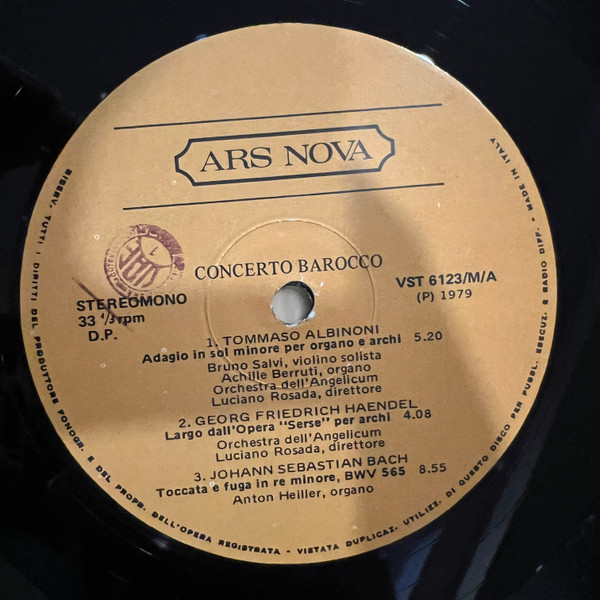 ARS NOVA
CONCERTO BAROCCO
STEREOMONO
33 1/3 rpm
D.P.
VST 6123/M/A
(P) 1979
1. TOMMASO ALBINONI
Adagio in sol minore per organo e archi 5.20
Bruno Salvi, violino solista
Achille Berruti, organo
Orchestra dell'Angelicum
Luciano Rosada, direttore
2. GEORG FRIEDRICH HAENDEL
Largo dall'Opera "Serse" per archi 4.08
Orchestra dell'Angelicum
Luciano Rosada, direttore
3. JOHANN SEBASTIAN BACH
Toccata e fuga in re minore, BWV 565 8.55
Anton Heiller, organo
RISERV. TUTTI I DIRITTI DEL PRODUTTORE FONOGR. E DEL PROPR. DELL'OPERA REGISTRATA - VIETATA DUPLICAZ. UTILIZZ. DI QUESTO DISCO PER PUBBL. ESECUZ. E RADIO DIFF. - MADE IN ITALY